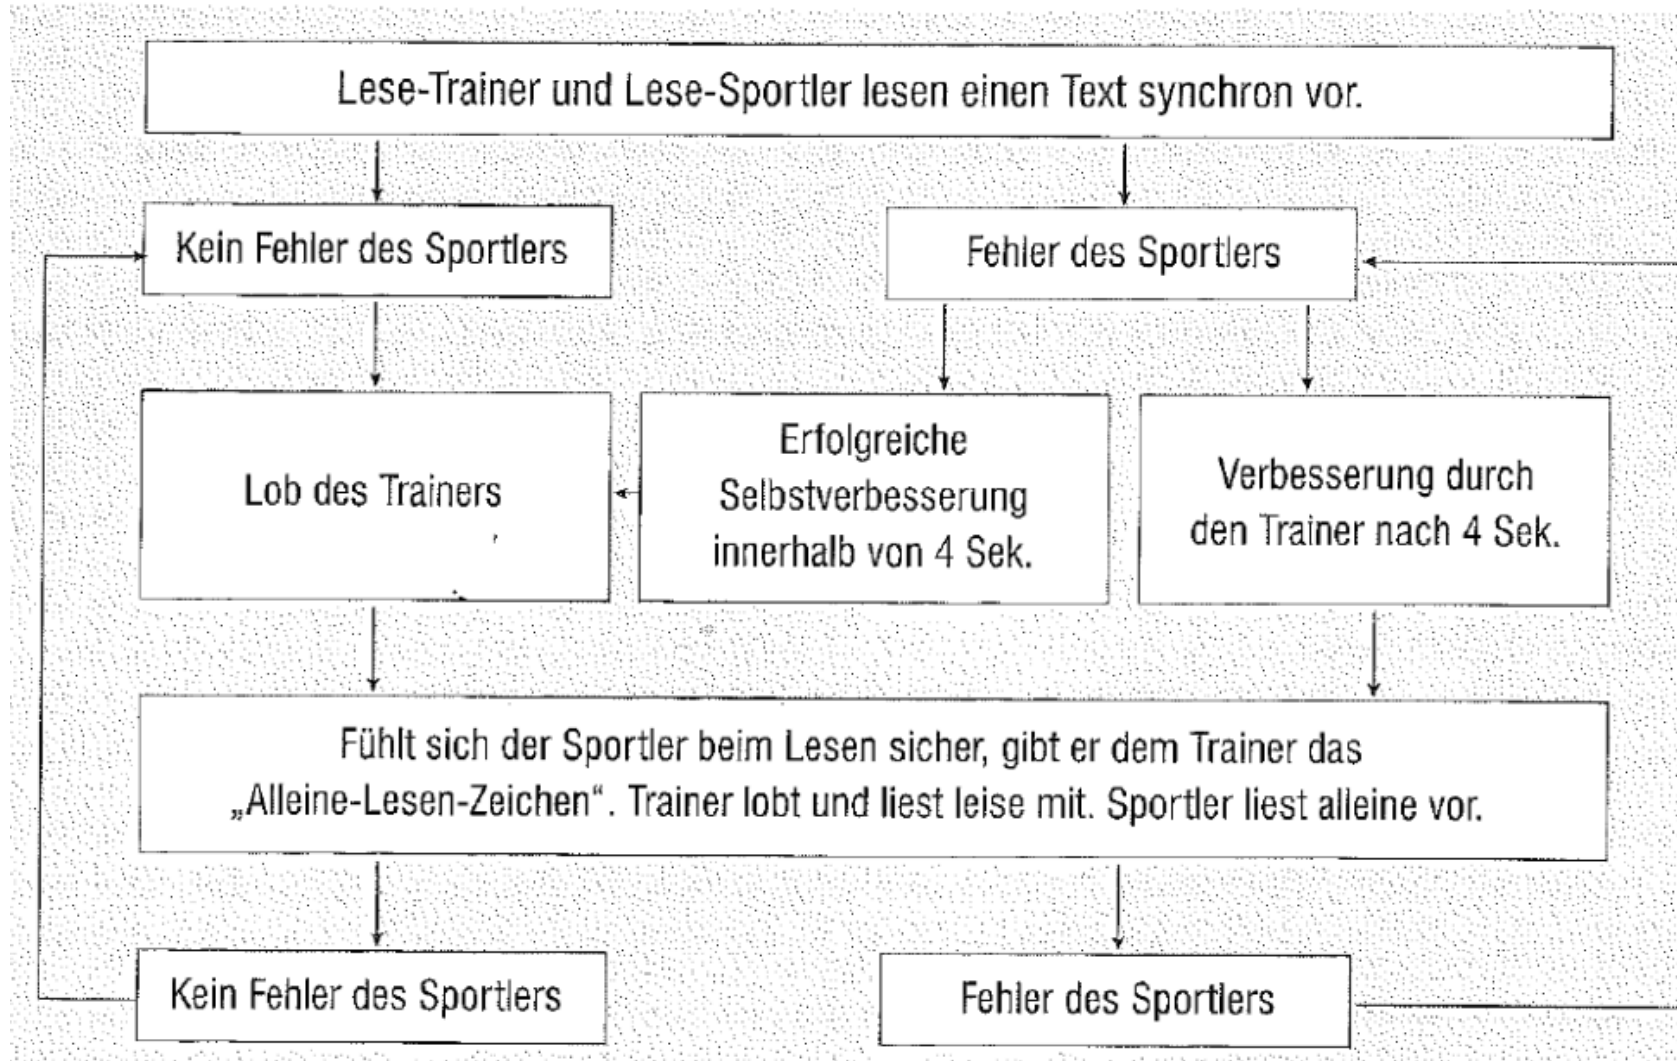 Lese-Trainer und Lese-Sportler lesen einen Text synchron vor.
Kein Fehler des Sportlers
Fehler des Sportlers
Lob des Trainers
Erfolgreiche
Selbstverbesserung
innerhalb von 4 Sek.
Verbesserung durch
den Trainer nach 4 Sek.
Fühlt sich der Sportler beim Lesen sicher, gibt er dem Trainer das
„Alleine-Lesen-Zeichen“. Trainer lobt und liest leise mit. Sportler liest alleine vor.
Kein Fehler des Sportlers
Fehler des Sportlers